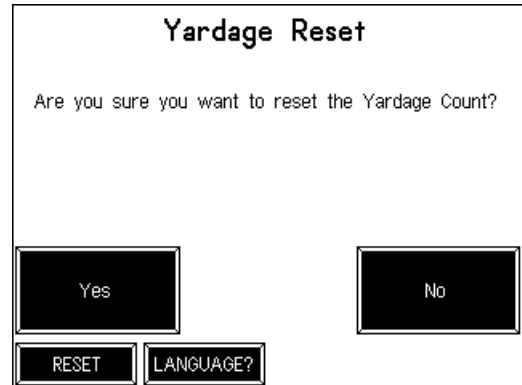 Yardage Reset
Are you sure you want to reset the Yardage Count?
Yes No
RESET LANGUAGE?